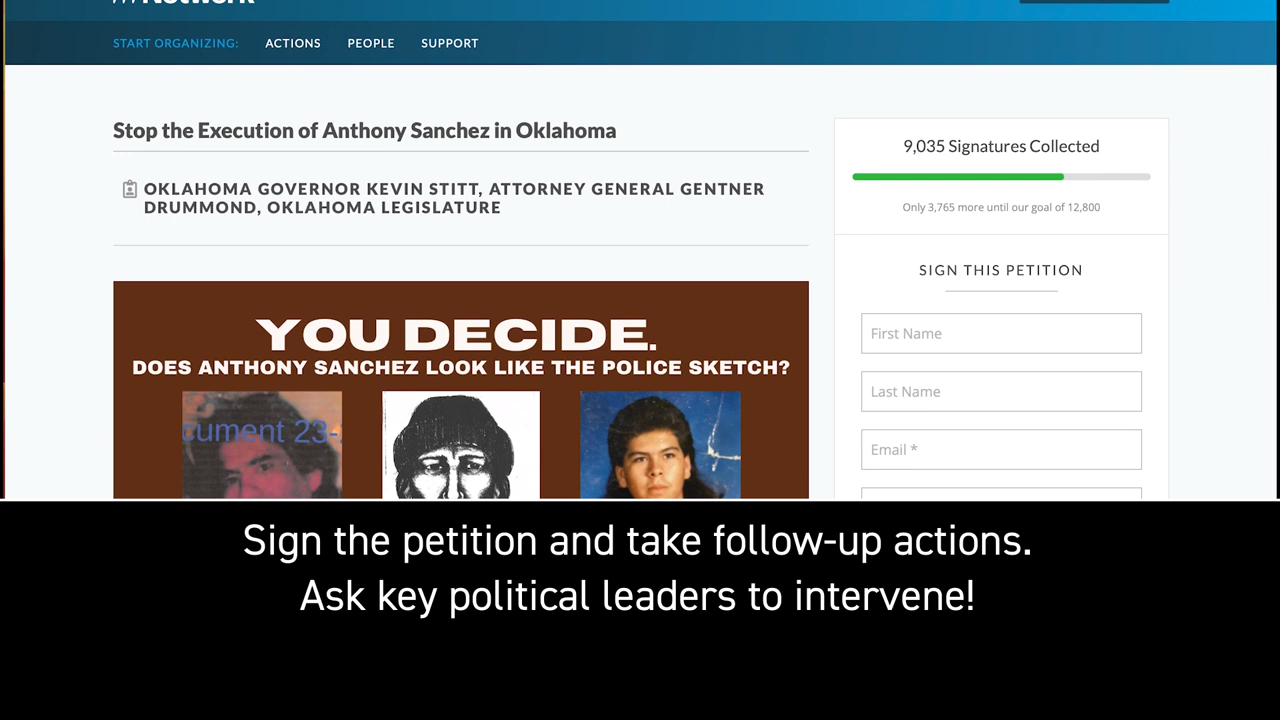 Network
START ORGANIZING: ACTIONS PEOPLE SUPPORT
Stop the Execution of Anthony Sanchez in Oklahoma
OKLAHOMA GOVERNOR KEVIN STITT, ATTORNEY GENERAL GENTNER
DRUMMOND, OKLAHOMA LEGISLATURE
YOU DECIDE.
DOES ANTHONY SANCHEZ LOOK LIKE THE POLICE SKETCH?
cument 23-
9,035 Signatures Collected
Only 3,765 more until our goal of 12,800
SIGN THIS PETITION
First Name
Last Name
Email *
Sign the petition and take follow-up actions.
Ask key political leaders to intervene!